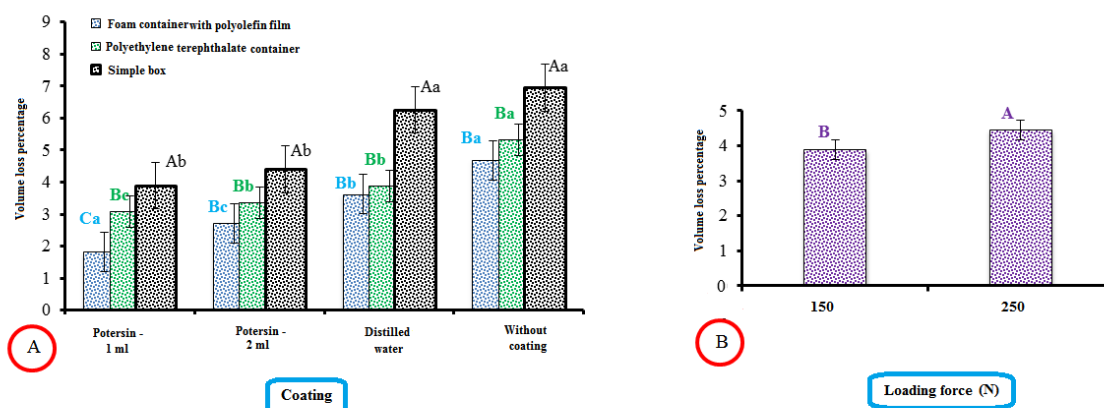 9
8
7
6
5
4
3
2
1
0
Volume loss percentage
Foam container with polyolefin film
Polyethylene terephthalate container
Simple box
Ca
Bc
Ab
Bc
Bb
Ab
Bb
Bb
Aa
Ba
Ba
Aa
Potersin -
1 ml
Potersin -
2 ml
Distilled
water
Without
coating
A
Coating
5
4
3
2
1
0
Volume loss percentage
B
A
150
250
B
Loading force (N)